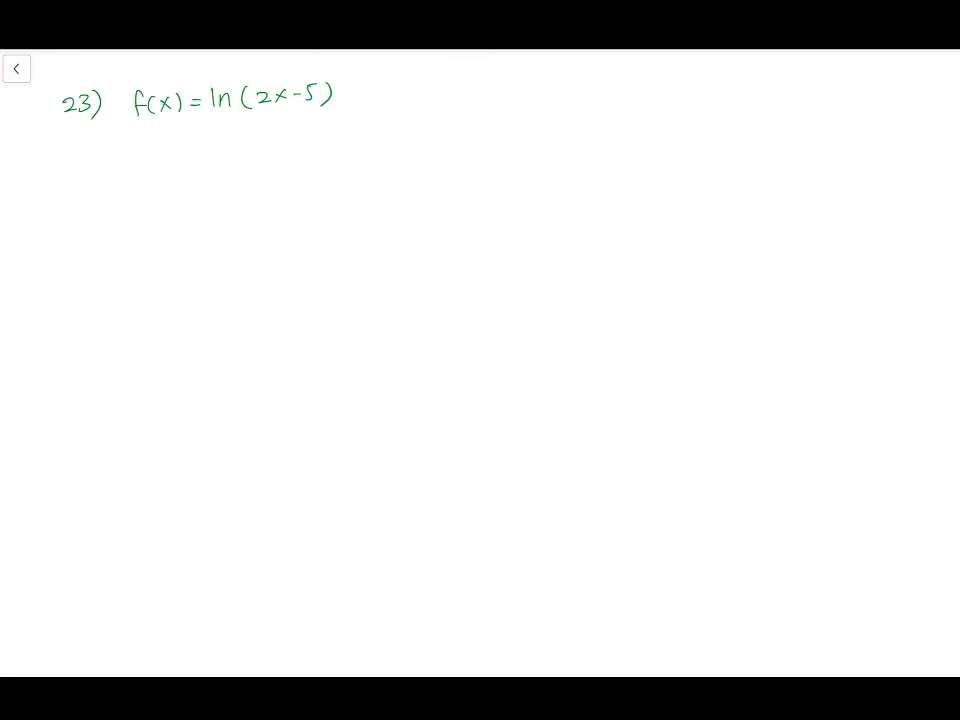 23) f(x) = ln(2x-5)